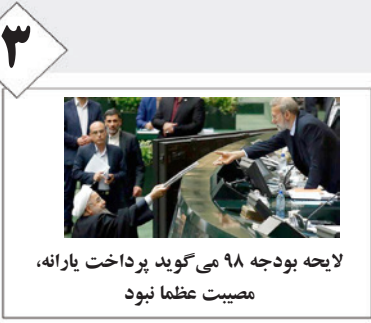 ۳
لایحه بودجه ۹۸ می‌گوید پرداخت یارانه،
مصیبت عظما نبود